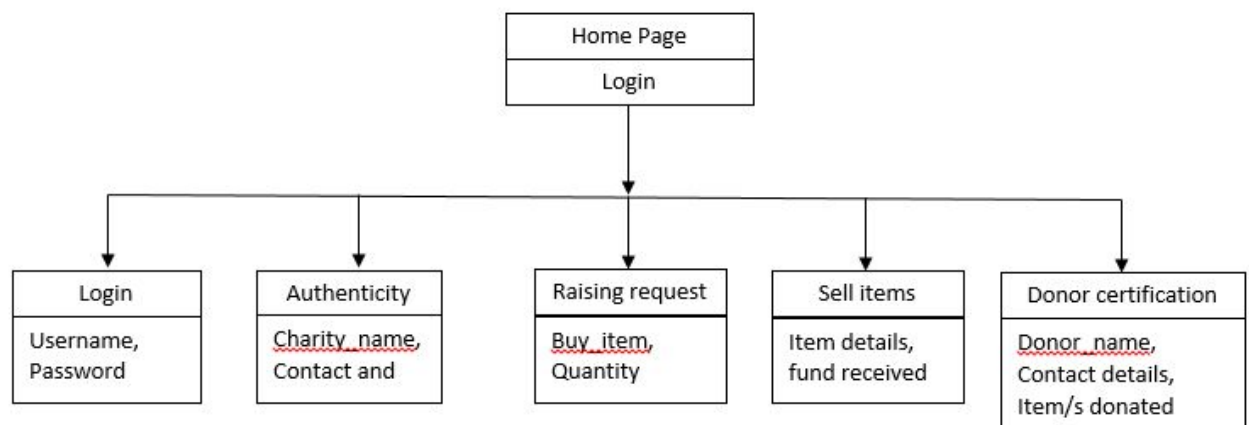 Home Page
Login
Login
Username,
Password
Authenticity
Charity_name,
Contact and
Raising request
Buy_item,
Quantity
Sell items
Item details,
fund received
Donor certification
Donor_name,
Contact details,
Item/s donated